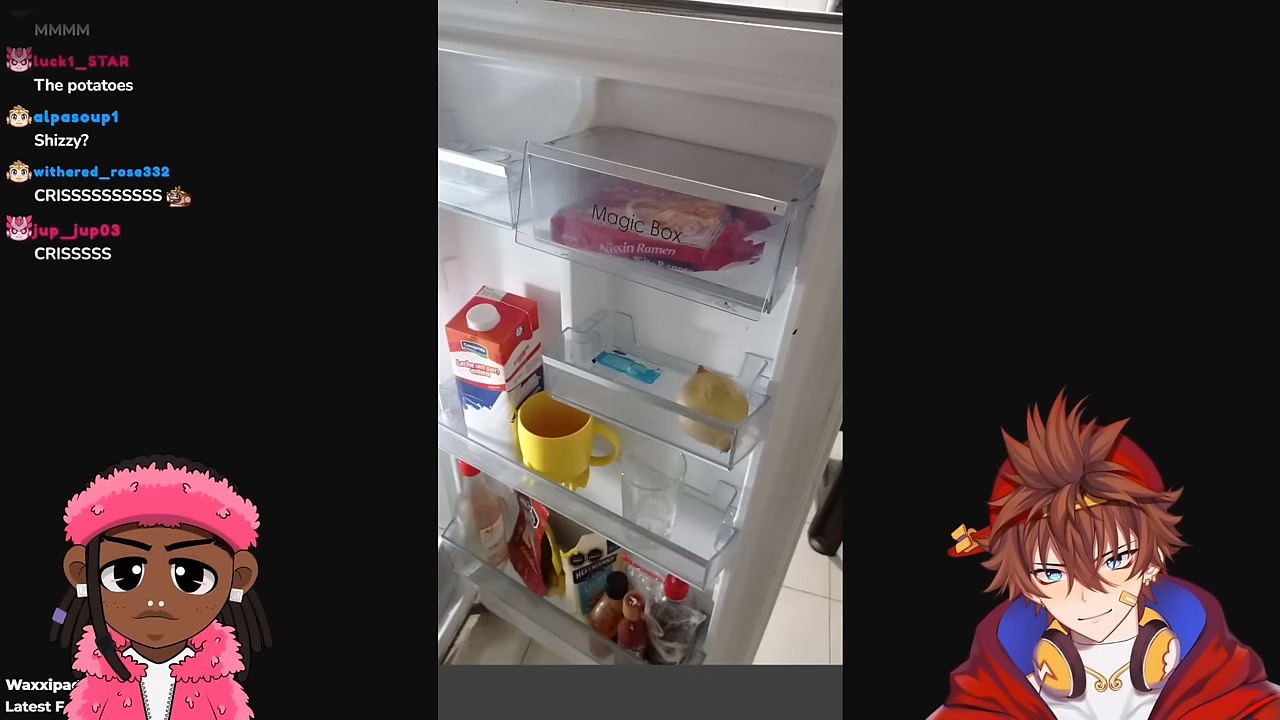 MMMM
luck1_STAR
The potatoes
alpasoup1
Shizzy?
withered_rose332
CRISSSSSSSSSS
jup_jup03
CRISSSSS
Magic Box
Nissin Ramen
Waxxipa
Latest F